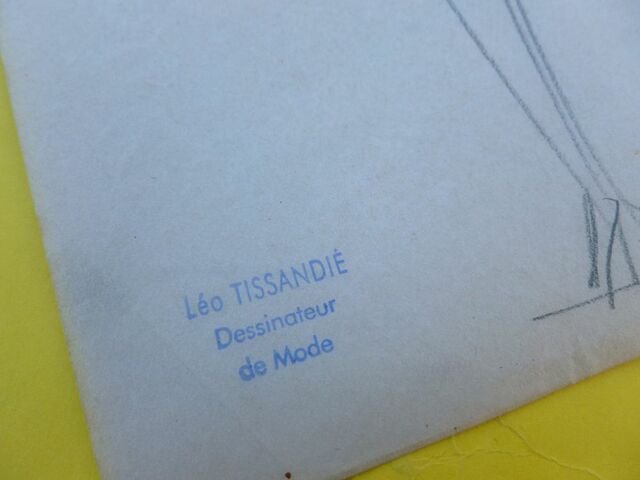 Léo TISSANDIÉ
Dessinateur
de Mode